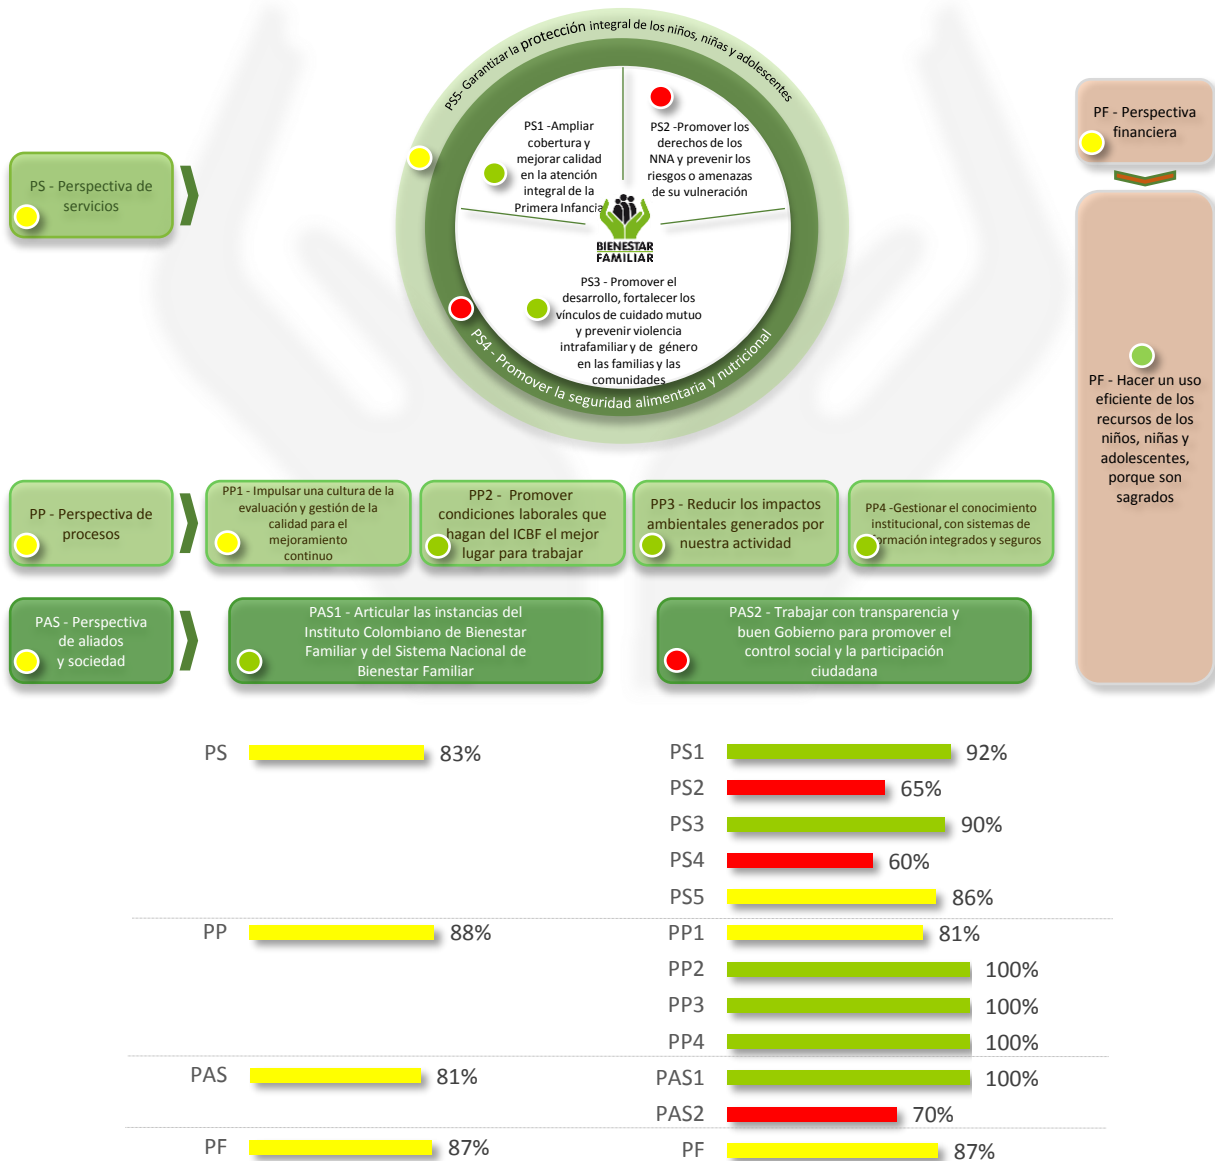 PS5- Garantizar la protección integral de los niños, niñas y adolescentes
PS - Perspectiva de
servicios
PS1 -Ampliar
cobertura y
mejorar calidad
en la atención
integral de la
Primera Infancia
PS2 -Promover los
derechos de los
NNA y prevenir los
riesgos o amenazas
de su vulneración
BIENESTAR
FAMILIAR
PS3 - Promover el
desarrollo, fortalecer los
vínculos de cuidado mutuo
y prevenir violencia
intrafamiliar y de género
en las familias y las
comunidades
PS4 - Promover la seguridad alimentaria y nutricional
PF - Perspectiva
financiera
PF - Hacer un uso
eficiente de los
recursos de los
niños, niñas y
adolescentes,
porque son
sagrados
PP - Perspectiva de
procesos
PP1 - Impulsar una cultura de la
evaluación y gestión de la
calidad para el
mejoramiento
continuo
PP2 - Promover
condiciones laborales que
hagan del ICBF el mejor
lugar para trabajar
PP3 - Reducir los impactos
ambientales generados por
nuestra actividad
PP4 -Gestionar el conocimiento
institucional, con sistemas de
formación integrados y seguros
PAS - Perspectiva
de aliados
y sociedad
PAS1 - Articular las instancias del
Instituto Colombiano de Bienestar
Familiar y del Sistema Nacional de
Bienestar Familiar
PAS2 - Trabajar con transparencia y
buen Gobierno para promover el
control social y la participación
ciudadana
PS 83%
PS1 92%
PS2 65%
PS3 90%
PS4 60%
PS5 86%
PP 88%
PP1 81%
PP2 100%
PP3 100%
PP4 100%
PAS 81%
PAS1 100%
PAS2 70%
PF 87%
PF 87%